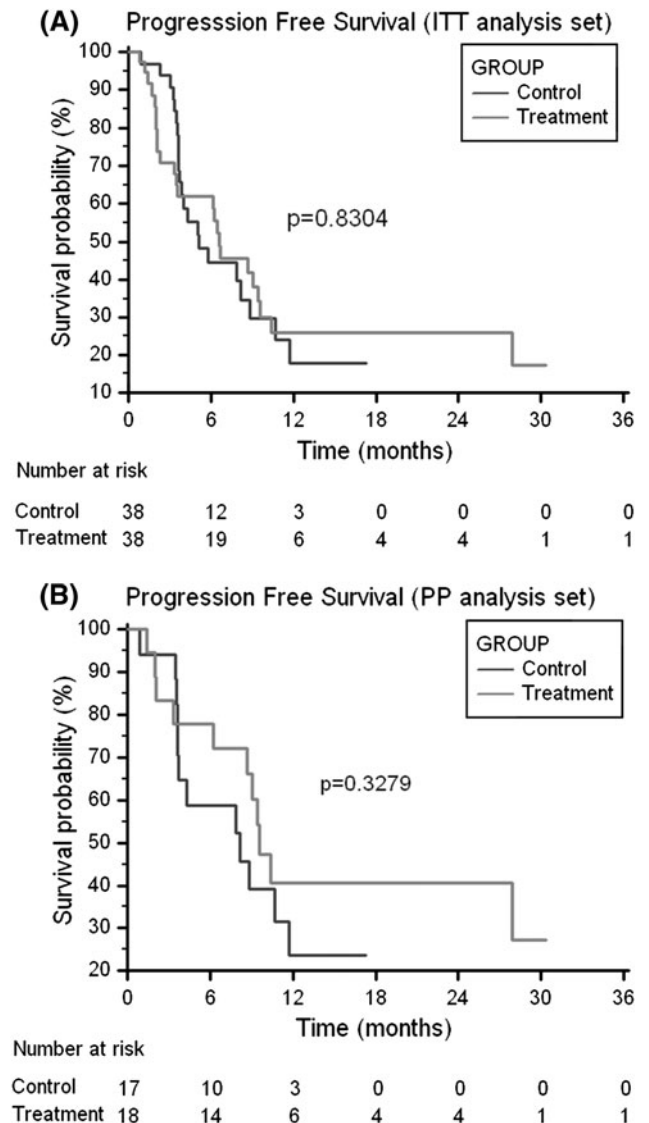 (A) Progresssion Free Survival (ITT analysis set)
GROUP
Control
Treatment
p=0.8304
Survival probability (%)
100
90
80
70
60
50
40
30
20
10
0 6 12 18 24 30 36
Time (months)
Number at risk
Control 38 12 3 0 0 0 0
Treatment 38 19 6 4 4 1 1
(B) Progression Free Survival (PP analysis set)
GROUP
Control
Treatment
p=0.3279
Survival probability (%)
100
90
80
70
60
50
40
30
20
0 6 12 18 24 30 36
Time (months)
Number at risk
Control 17 10 3 0 0 0 0
Treatment 18 14 6 4 4 1 1